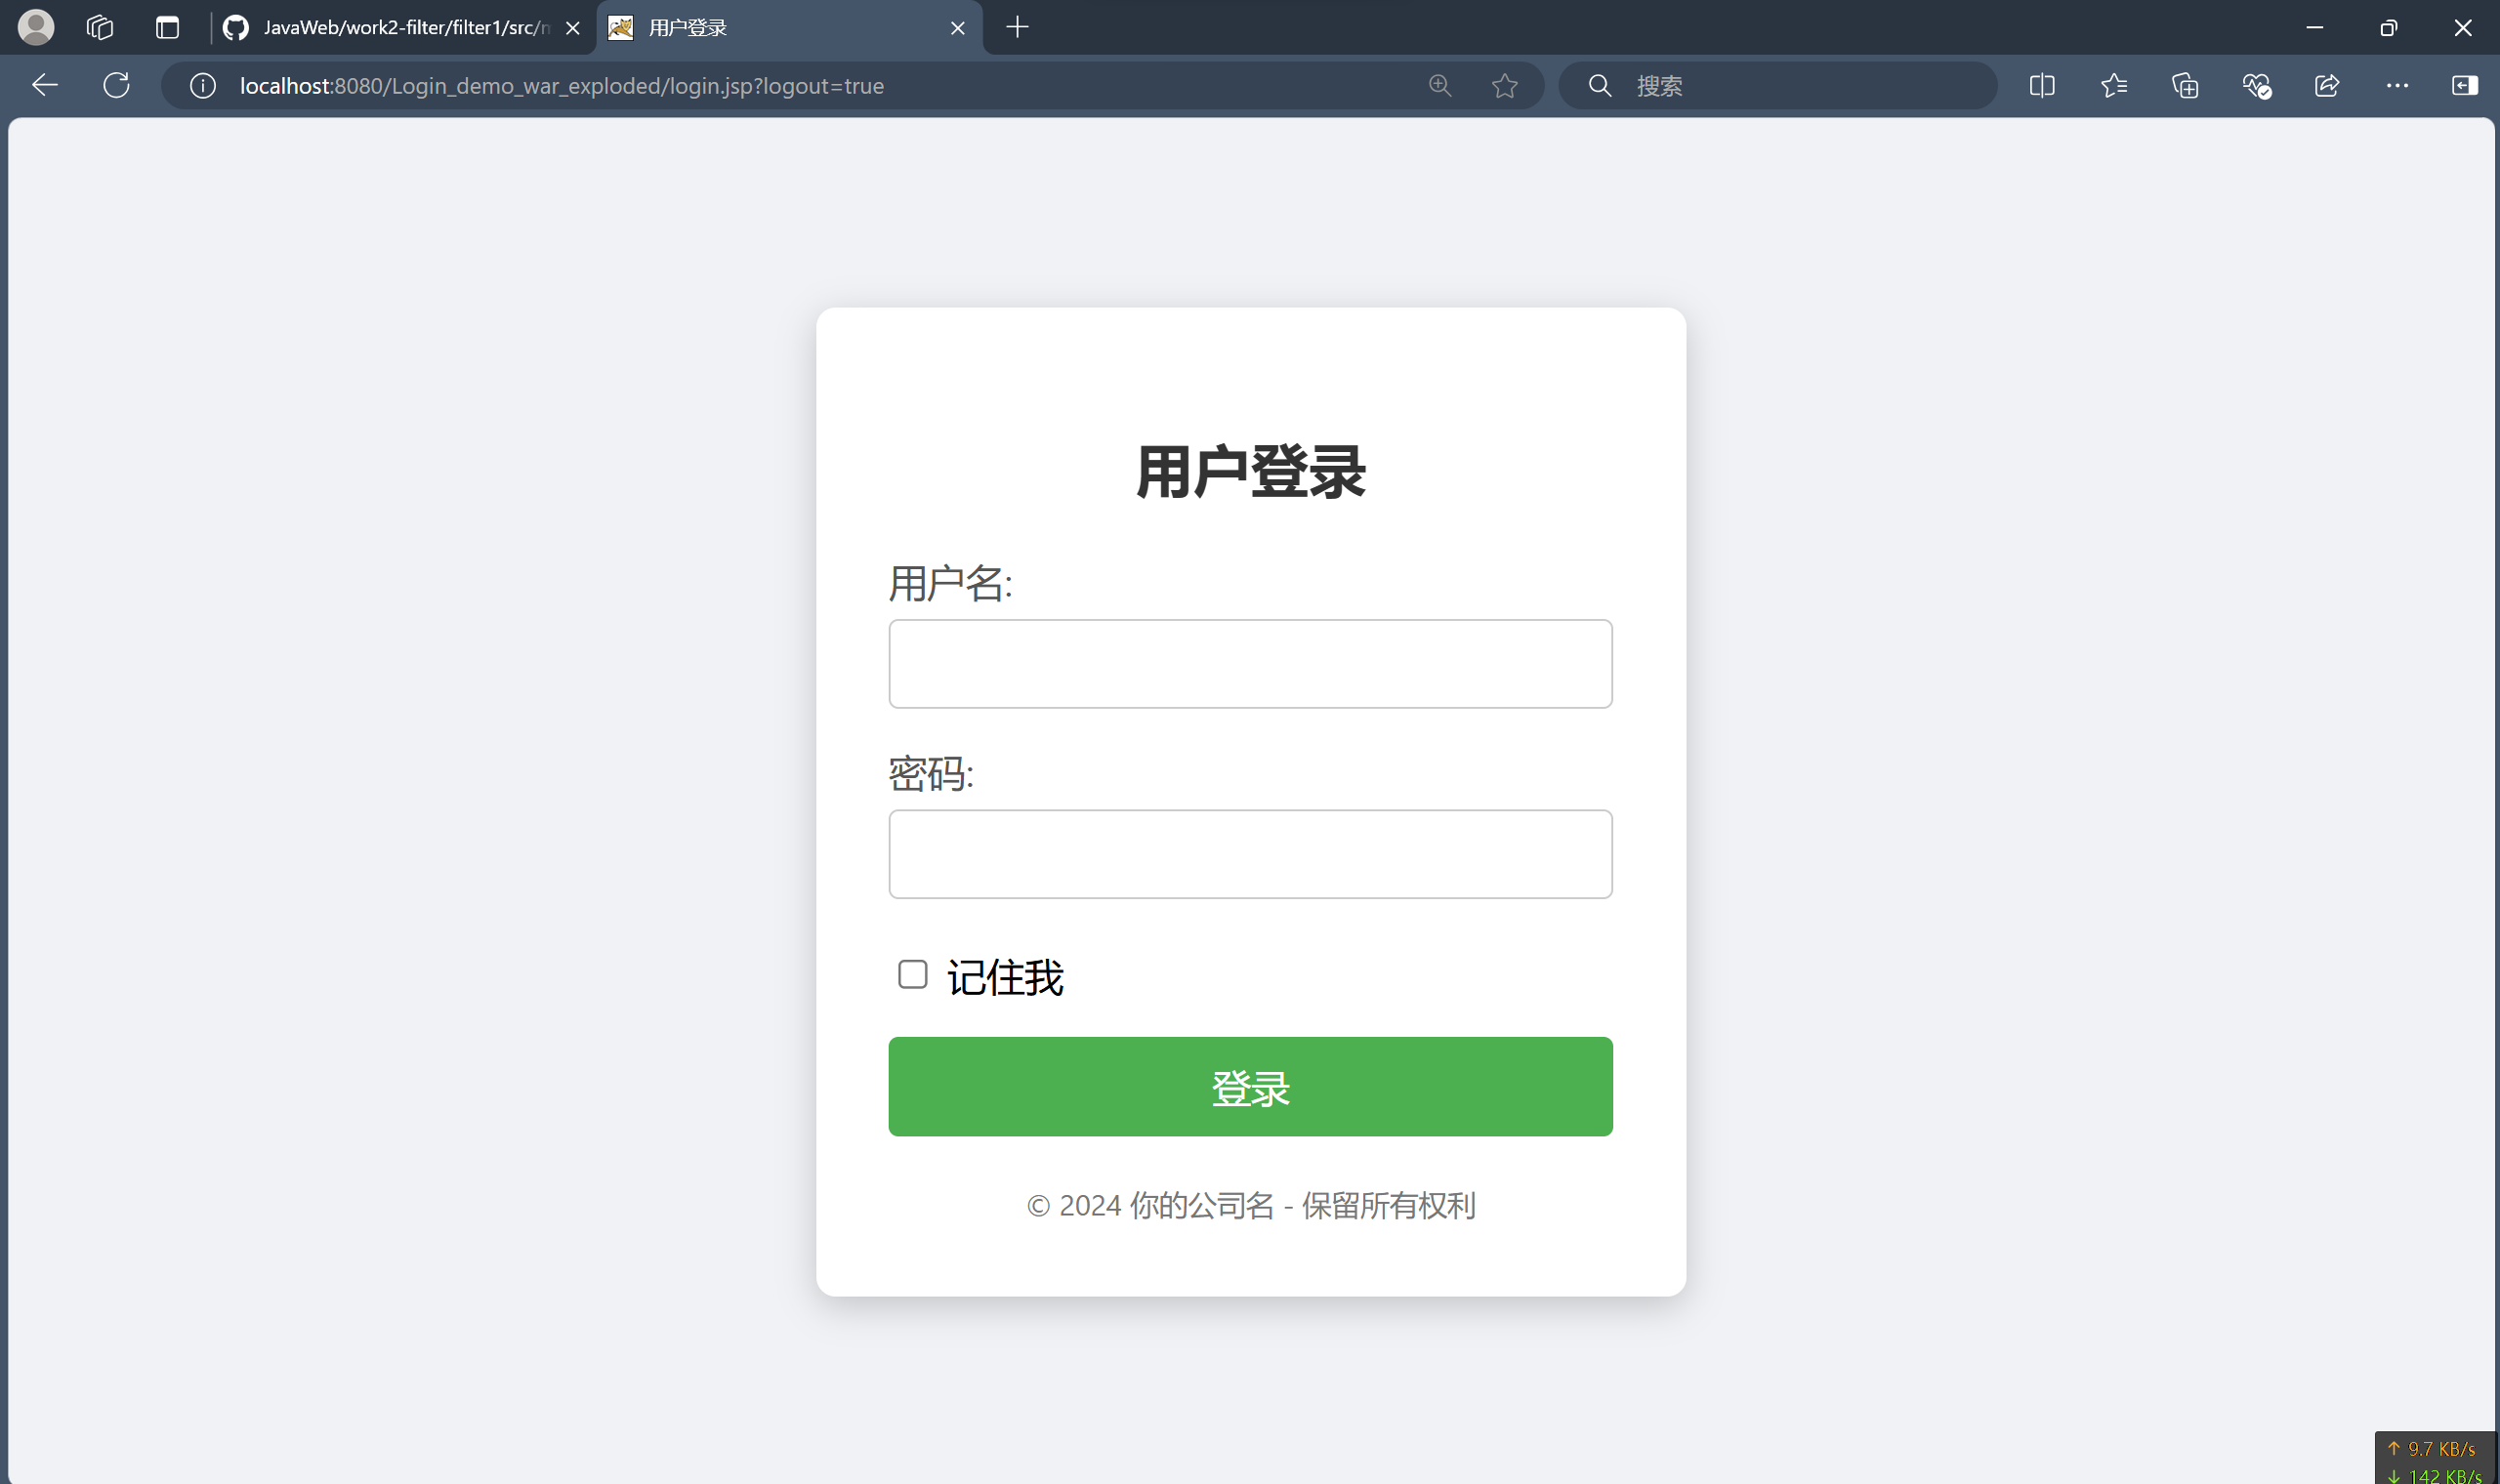 JavaWeb/work2-filter/filter1/src/
用户登录
localhost:8080/Login_demo_war_exploded/login.jsp?logout=true
搜索
用户登录
用户名:
密码:
记住我
登录
© 2024 你的公司名 - 保留所有权利
↑ 9.7 KB/s
↓ 142 KB/s